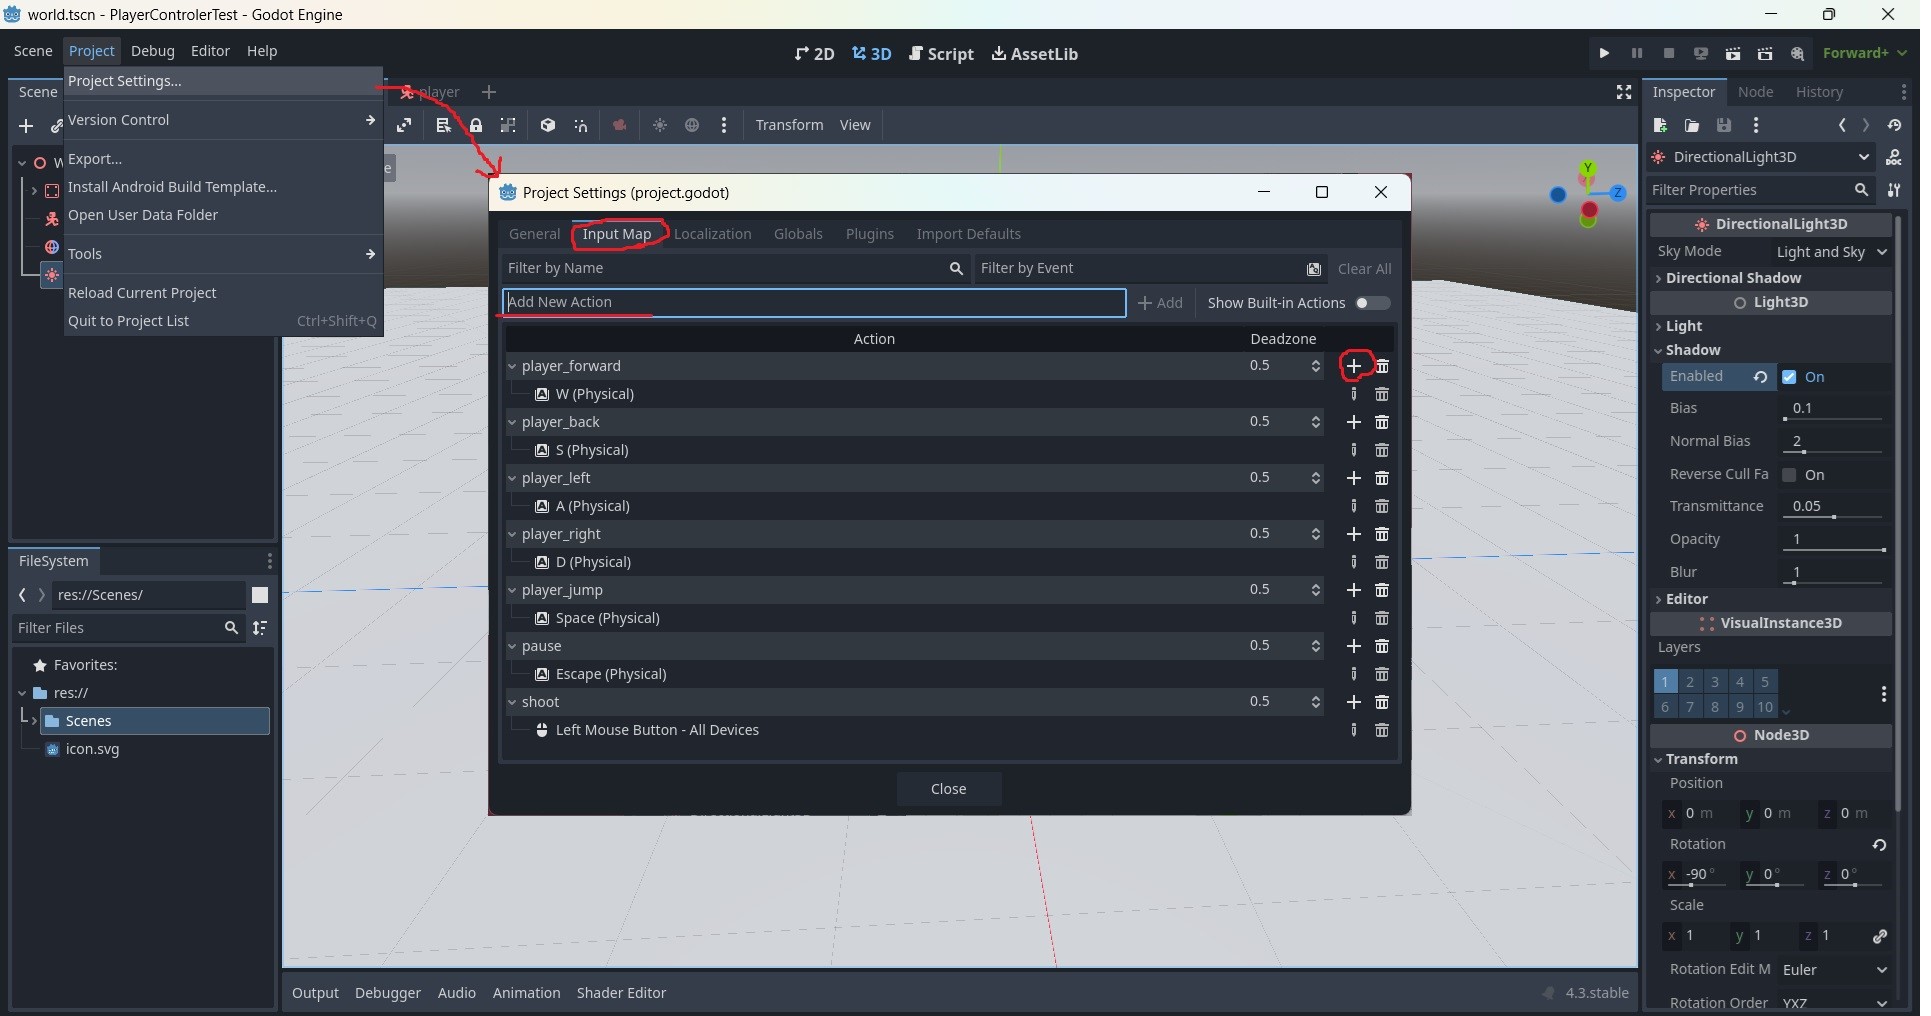 world.tscn - PlayerControlerTest - Godot Engine
Scene Project Debug Editor Help
2D 3D Script AssetLib
Forward+
Project Settings...
Version Control
Export...
Install Android Build Template...
Open User Data Folder
Tools
Reload Current Project
Quit to Project List Ctrl+Shift+Q
Scene
W
player
Transform View
e
Y
Z
Project Settings (project.godot)
General Input Map Localization Globals Plugins Import Defaults
Filter by Name Filter by Event Clear All
Add New Action Add Show Built-in Actions
Action Deadzone
player_forward 0.5
W (Physical)
player_back 0.5
S (Physical)
player_left 0.5
A (Physical)
player_right 0.5
D (Physical)
player_jump 0.5
Space (Physical)
pause 0.5
Escape (Physical)
shoot 0.5
Left Mouse Button - All Devices
Close
FileSystem
res://Scenes/
Filter Files
Favorites:
res://
Scenes
icon.svg
Output Debugger Audio Animation Shader Editor
4.3.stable
Inspector Node History
DirectionalLight3D
DOC
Filter Properties
DirectionalLight3D
Sky Mode Light and Sky
Directional Shadow
Light3D
Light
Shadow
Enabled On
Bias 0.1
Normal Bias 2
Reverse Cull Fa On
Transmittance 0.05
Opacity 1
Blur 1
Editor
VisualInstance3D
Layers
1 2 3 4 5
6 7 8 9 10
Node3D
Transform
Position
x 0 m y 0 m z 0 m
Rotation
x -90 ° y 0 ° z 0 °
Scale
x 1 y 1 z 1
Rotation Edit M Euler
Rotation Order YXZ